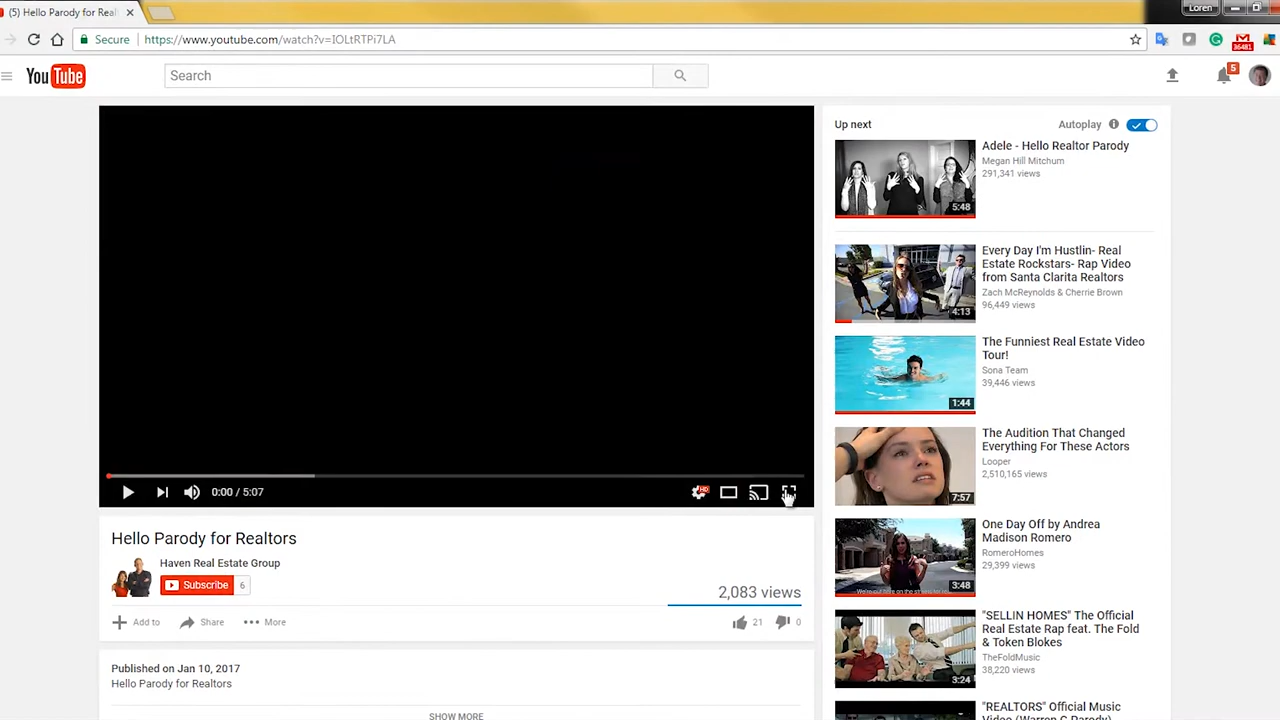 (5) Hello Parody for Real
Loren
Secure
https://www.youtube.com/watch?v=IOLtRTPi7LA
36481
YouTube
Search
5
Up next
Autoplay
Adele - Hello Realtor Parody
Megan Hill Mitchum
291,341 views
5:48
Every Day I'm Hustlin- Real
Estate Rockstars- Rap Video
from Santa Clarita Realtors
Zach McReynolds & Cherrie Brown
96,449 views
4:13
The Funniest Real Estate Video
Tour!
Sona Team
39,446 views
1:44
The Audition That Changed
Everything For These Actors
Looper
2,510,165 views
7:57
One Day Off by Andrea
Madison Romero
RomeroHomes
29,399 views
3:48
"SELLIN HOMES" The Official
Real Estate Rap feat. The Fold
& Token Blokes
TheFoldMusic
38,220 views
3:24
"REALTORS" Official Music
Video (Warren G Parody)
0:00 / 5:07
HD
Hello Parody for Realtors
Haven Real Estate Group
Subscribe
6
2,083 views
Add to
Share
More
21
0
Published on Jan 10, 2017
Hello Parody for Realtors
SHOW MORE